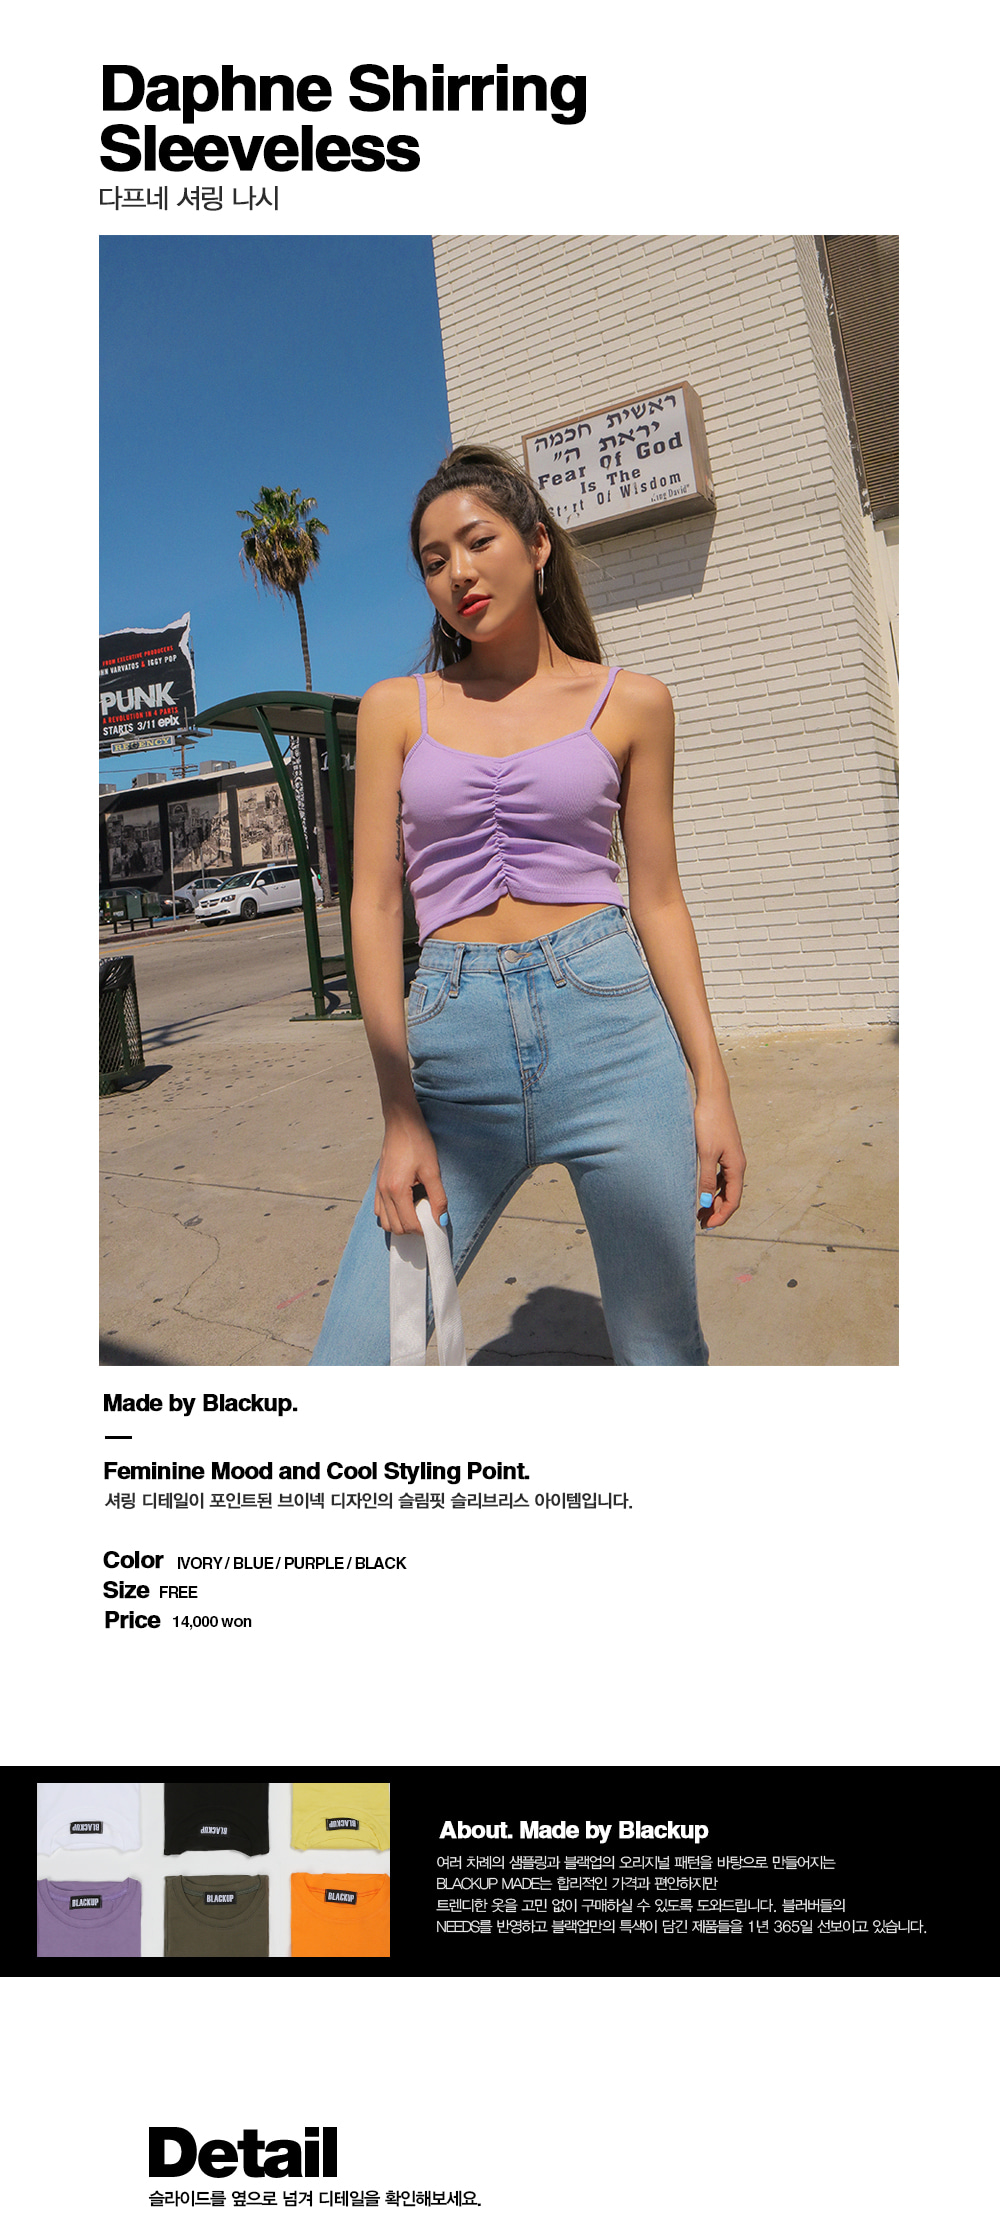 Daphne Shirring
Sleeveless
다프네 셔링 나시
ראשית חכמה
יראת ה״
Fear Of God
Is The
Start Of Wisdom
"King David"
FROM EXECUTIVE PRODUCERS
VARVATOS & IGGY POP
PUNK
A REVOLUTION IN 4 PARTS
STARTS 3/11 epix
REGENCY
Made by Blackup.
Feminine Mood and Cool Styling Point.
셔링 디테일이 포인트된 브이넥 디자인의 슬림핏 슬리브리스 아이템입니다.
Color IVORY / BLUE / PURPLE / BLACK
Size FREE
Price 14,000 won
BLACKUP BLACKUP BLACKUP
BLACKUP BLACKUP BLACKUP
About. Made by Blackup
여러 차례의 샘플링과 블랙업의 오리지널 패턴을 바탕으로 만들어지는
BLACKUP MADE는 합리적인 가격과 편안하지만
트렌디한 옷을 고민 없이 구매하실 수 있도록 도와드립니다. 블러버들의
NEEDS를 반영하고 블랙업만의 특색이 담긴 제품들을 1년 365일 선보이고 있습니다.
Detail
슬라이드를 옆으로 넘겨 디테일을 확인해보세요.